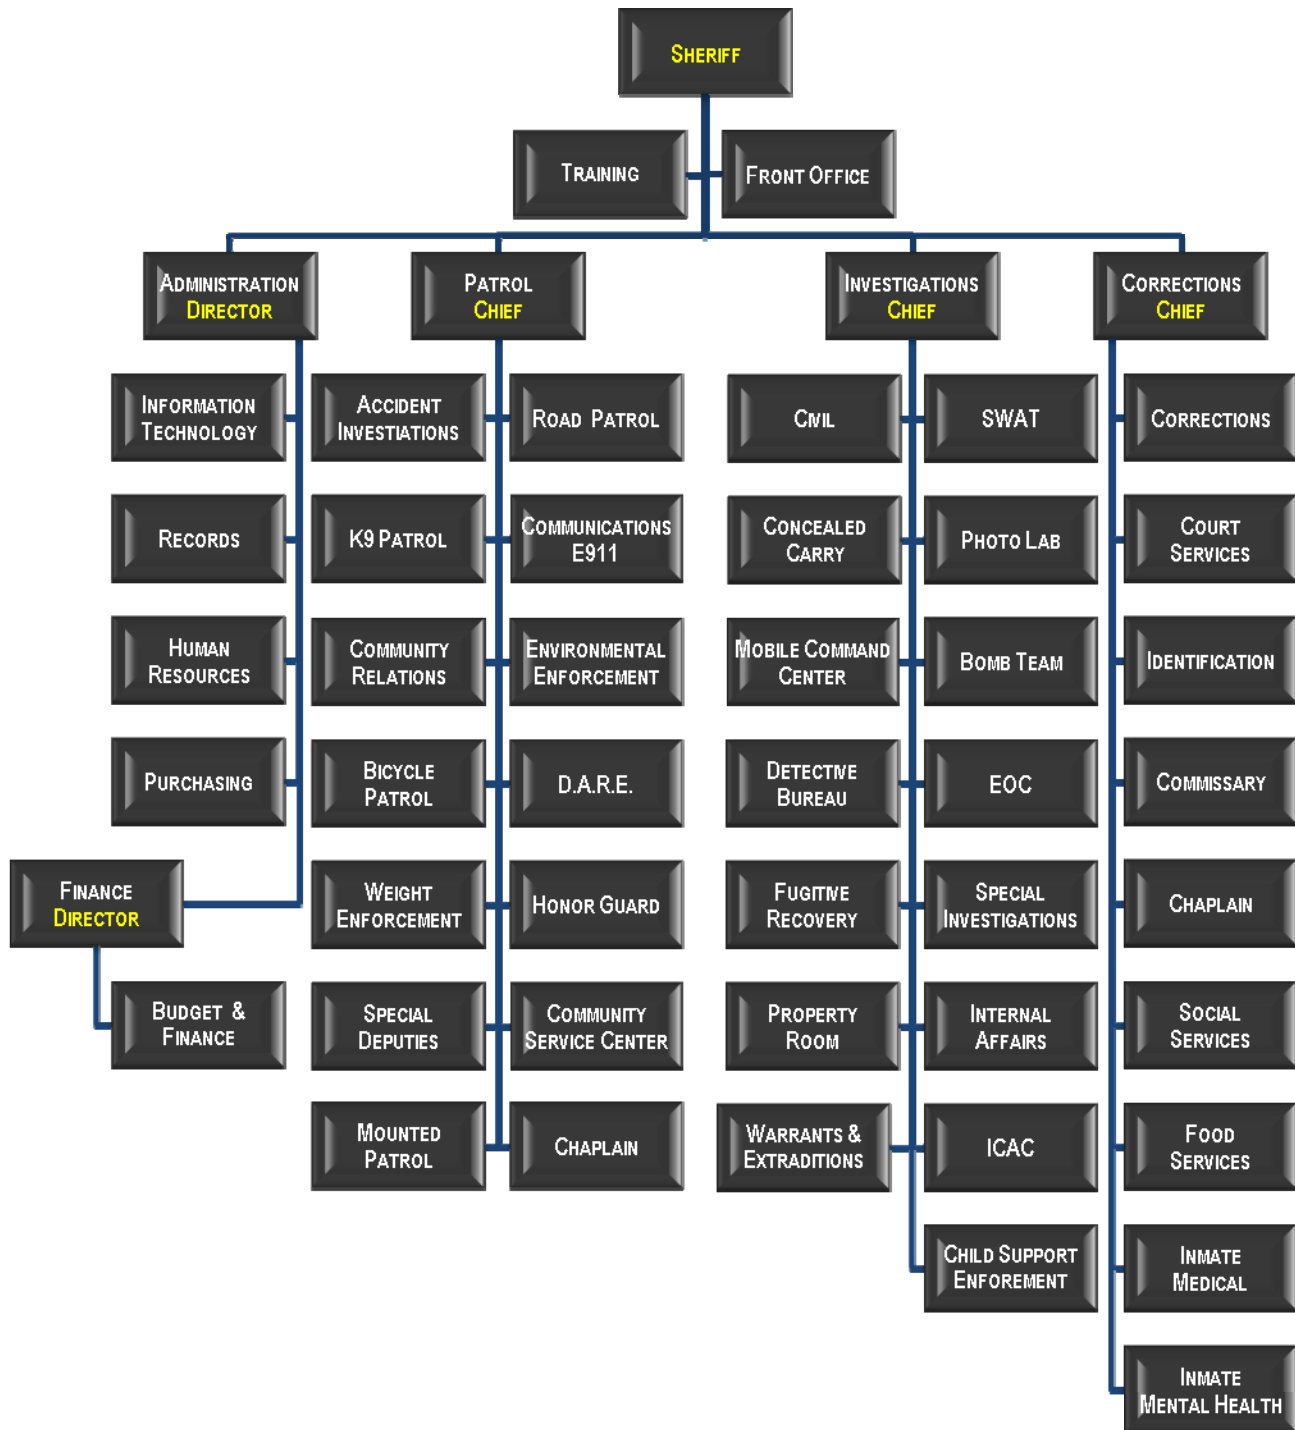 SHERIFF
TRAINING
FRONT OFFICE
ADMINISTRATION
DIRECTOR
PATROL
CHIEF
INVESTIGATIONS
CHIEF
CORRECTIONS
CHIEF
INFORMATION
TECHNOLOGY
ACCIDENT
INVESTIATIONS
ROAD PATROL
CIVIL
SWAT
CORRECTIONS
RECORDS
K9 PATROL
COMMUNICATIONS
E911
CONCEALED
CARRY
PHOTO LAB
COURT
SERVICES
HUMAN
RESOURCES
COMMUNITY
RELATIONS
ENVIRONMENTAL
ENFORCEMENT
MOBILE COMMAND
CENTER
BOMB TEAM
IDENTIFICATION
PURCHASING
BICYCLE
PATROL
D.A.R.E.
DETECTIVE
BUREAU
EOC
COMMISSARY
FINANCE
DIRECTOR
WEIGHT
ENFORCEMENT
HONOR GUARD
FUGITIVE
RECOVERY
SPECIAL
INVESTIGATIONS
CHAPLAIN
BUDGET &
FINANCE
SPECIAL
DEPUTIES
COMMUNITY
SERVICE CENTER
PROPERTY
ROOM
INTERNAL
AFFAIRS
SOCIAL
SERVICES
MOUNTED
PATROL
CHAPLAIN
WARRANTS &
EXTRADITIONS
ICAC
FOOD
SERVICES
CHILD SUPPORT
ENFOREMENT
INMATE
MEDICAL
INMATE
MENTAL HEALTH